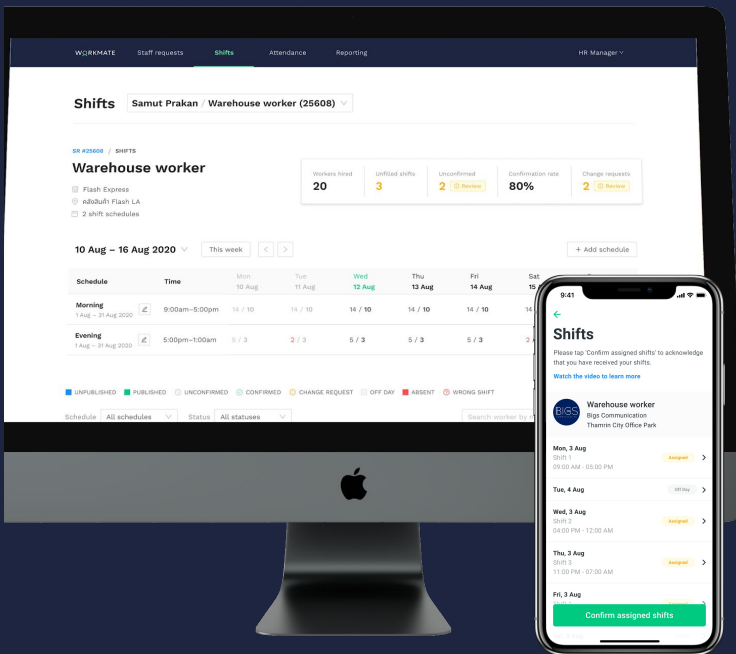 WORKMATE Staff requests Shifts Attendance Reporting HR Manager
Shifts Samut Prakan / Warehouse worker (25608)
SR #25608 / SHIFTS
Warehouse worker
Flash Express
คลังสินค้า Flash LA
2 shift schedules
Workers hired Unfilled shifts Unconfirmed Confirmation rate Change requests
20 3 2 Review 80% 2 Review
10 Aug – 16 Aug 2020 This week < > + Add schedule
Schedule Time Mon Tue Wed Thu Fri Sat
10 Aug 11 Aug 12 Aug 13 Aug 14 Aug 15
Morning 9:00am–5:00pm 14 / 10 14 / 10 14 / 10 14 / 10 14 / 10 14
1 Aug – 31 Aug 2020
Evening 5:00pm–1:00am 5 / 3 2 / 3 5 / 3 5 / 3 5 / 3 2 /
1 Aug – 31 Aug 2020
UNPUBLISHED PUBLISHED UNCONFIRMED CONFIRMED CHANGE REQUEST OFF DAY ABSENT WRONG SHIFT
Schedule All schedules Status All statuses Search worker by
9:41
Shifts
Please tap 'Confirm assigned shifts' to acknowledge
that you have received your shifts.
Watch the video to learn more
BIGS
Warehouse worker
Bigs Communication
Thamrin City Office Park
Mon, 3 Aug
Shift 1 Assigned
09:00 AM - 05:00 PM
Tue, 4 Aug Off Day
Wed, 3 Aug
Shift 2 Assigned
04:00 PM - 12:00 AM
Thu, 3 Aug
Shift 3 Assigned
11:00 PM - 07:00 AM
Fri, 3 Aug
Confirm assigned shifts